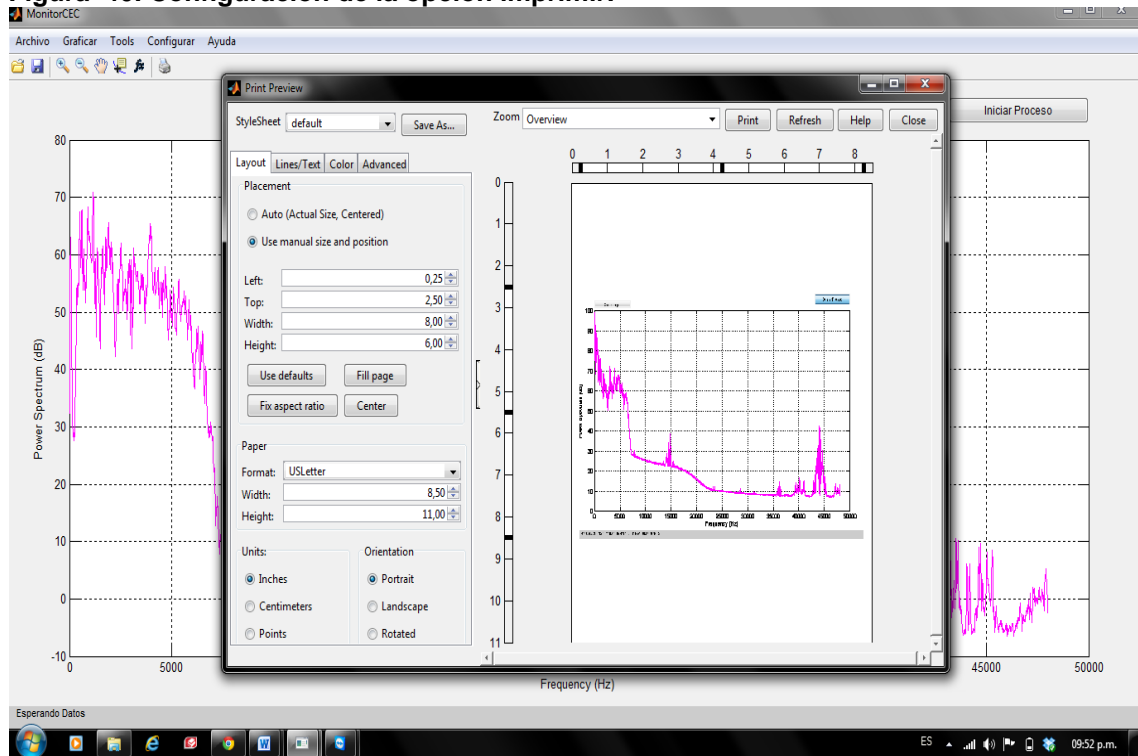 MonitorCEC
Archivo Graficar Tools Configurar Ayuda
Print Preview
StyleSheet default Save As...
Zoom Overview Print Refresh Help Close
Iniciar Proceso
Layout Lines/Text Color Advanced
Placement
Auto (Actual Size, Centered)
Use manual size and position
Left: 0,25
Top: 2,50
Width: 8,00
Height: 6,00
Use defaults Fill page
Fix aspect ratio Center
Paper
Format: USLetter
Width: 8,50
Height: 11,00
Units: Orientation
Inches Portrait
Centimeters Landscape
Points Rotated
0 1 2 3 4 5 6 7 8
0
1
2
3
4
5
6
7
8
9
10
11
80
70
60
50
40
30
20
10
0
-10
Power Spectrum (dB)
0 5000 45000 50000
Frequency (Hz)
Esperando Datos
ES 09:52 p.m.